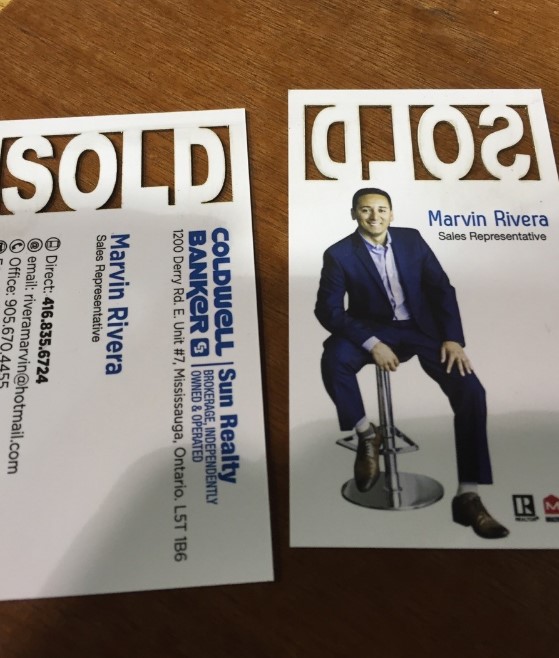 SOLD
COLDWELL BANKER
Sun Realty
BROKERAGE, INDEPENDENTLY
OWNED & OPERATED
1200 Derry Rd. E. Unit #7, Mississauga, Ontario. L5T 1B6
Marvin Rivera
Sales Representative
Direct: 416.835.6724
email: riveramarvin@hotmail.com
Office: 905.670.4455
SOLD
Marvin Rivera
Sales Representative
R
REALTOR
M